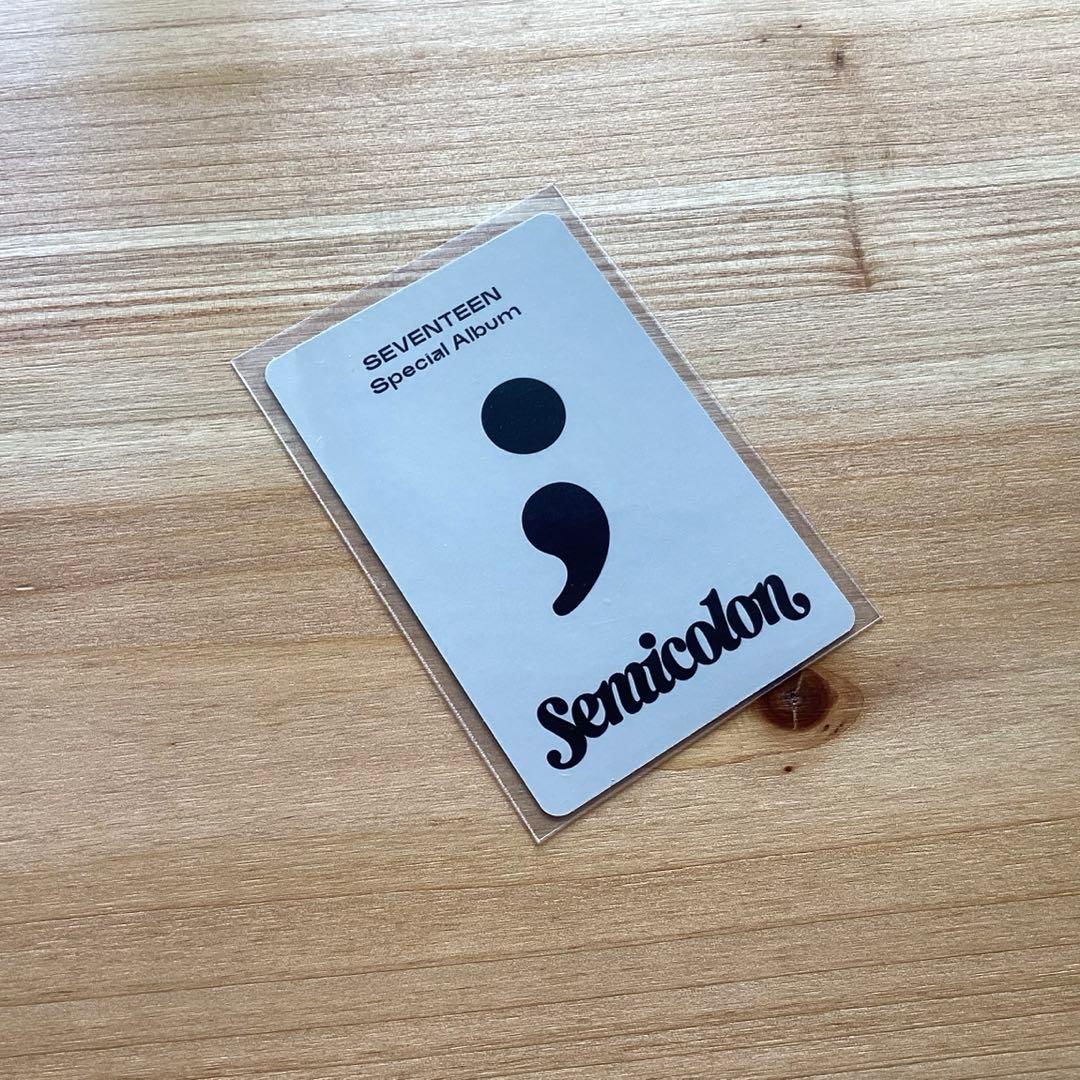 SEVENTEEN
Special Album
;
semicolon